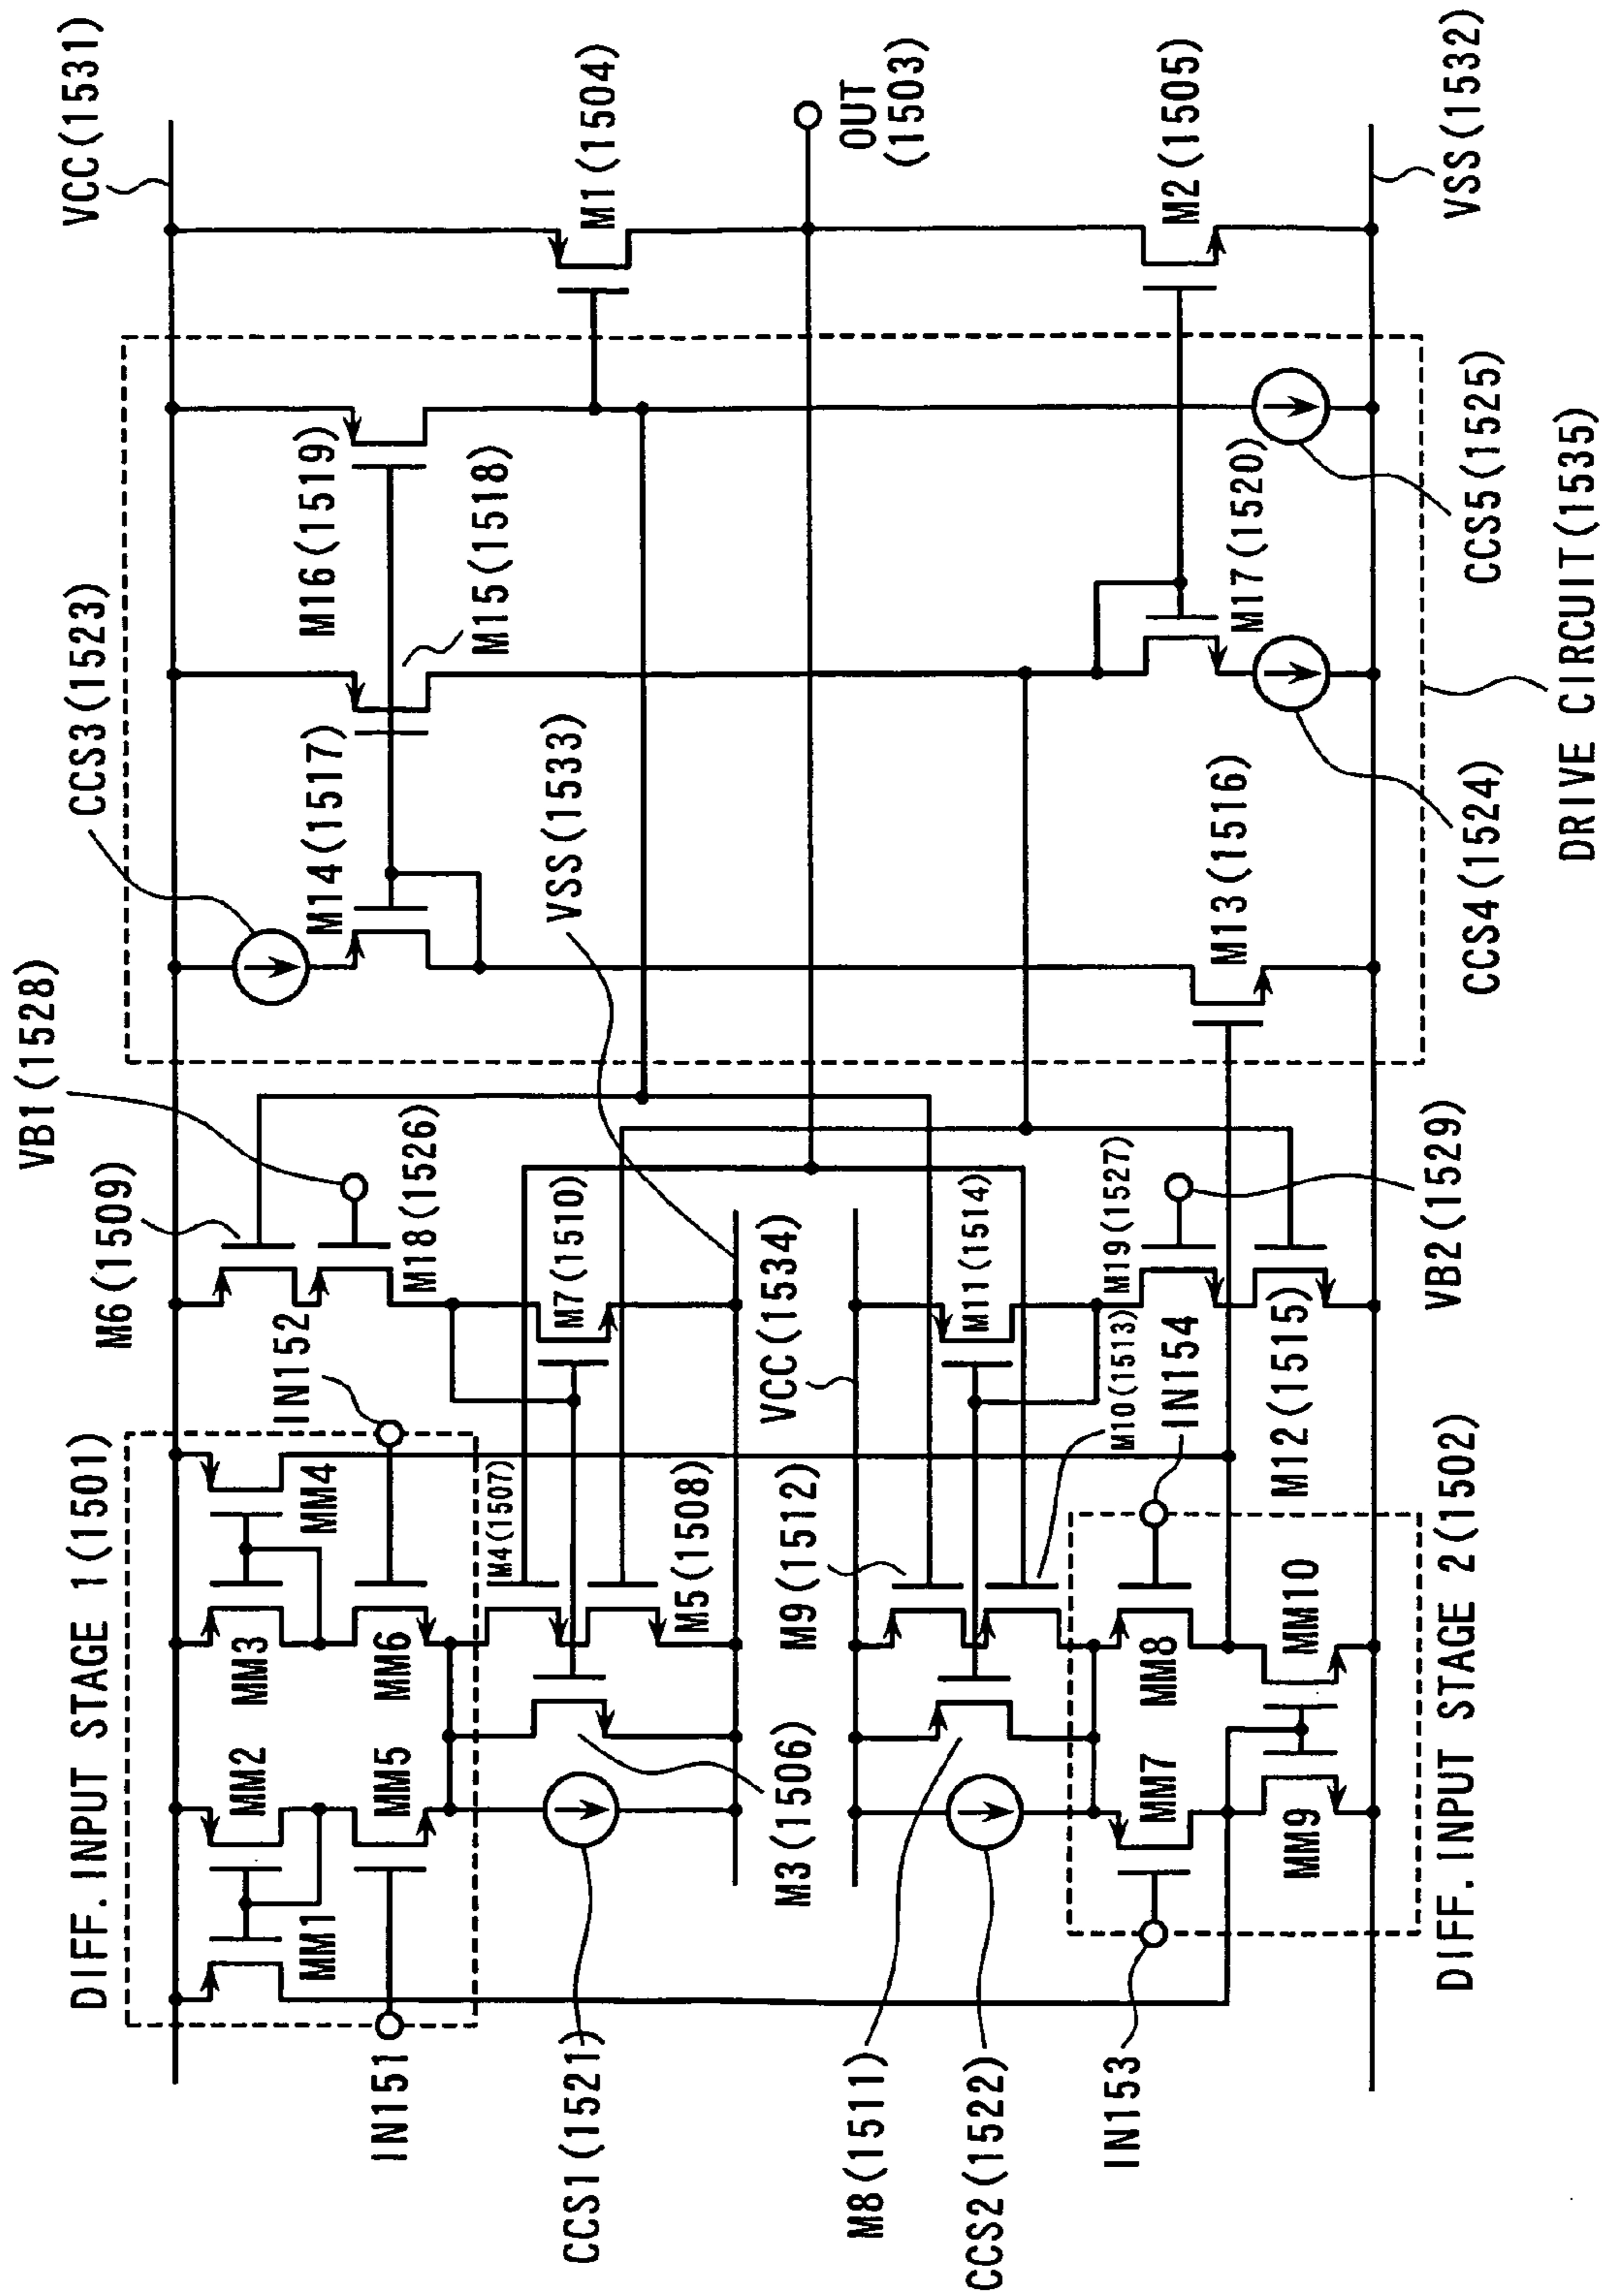 VCC(1531)
M1(1504)
OUT
(1503)
M2(1505)
VSS(1532)
CCS3(1523)
M16(1519)
M15(1518)
M14(1517)
VSS(1533)
M17(1520)
CCS5(1525)
M13(1516)
CCS4(1524)
DRIVE CIRCUIT(1535)
VB1(1528)
M6(1509)
M18(1526)
IN152
M7(1510)
VCC(1534)
M11(1514)
M19(1527)
M10(1513)
IN154
VB2(1529)
M12(1515)
DIFF.INPUT STAGE 1(1501)
MM4
MM3
MM6
M4(1507)
M5(1508)
M9(1512)
MM8
MM10
DIFF.INPUT STAGE 2(1502)
MM2
MM5
MM1
M3(1506)
MM7
MM9
IN151
CCS1(1521)
M8(1511)
CCS2(1522)
IN153